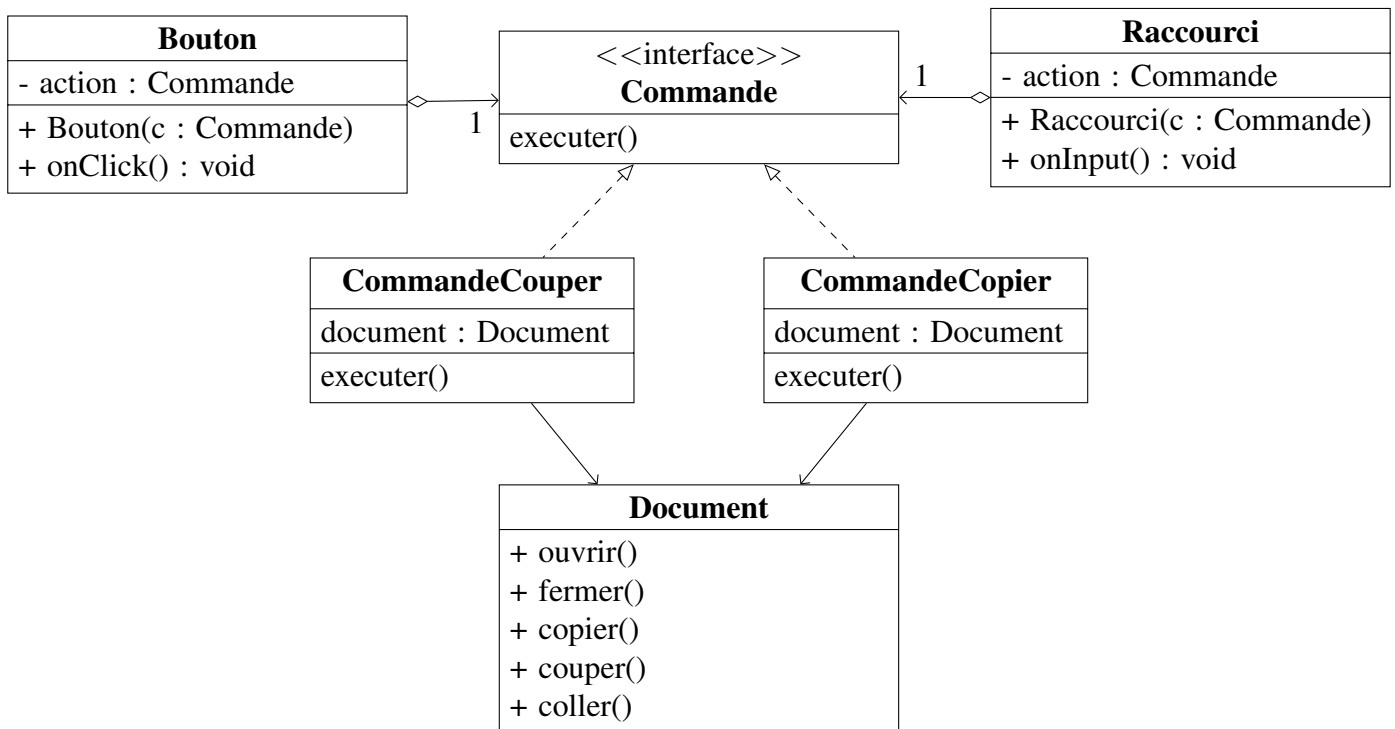 Bouton
- action : Commande
+ Bouton(c : Commande)
+ onClick() : void
1
<<interface>>
Commande
executer()
1
Raccourci
- action : Commande
+ Raccourci(c : Commande)
+ onInput() : void
CommandeCouper
document : Document
executer()
CommandeCopier
document : Document
executer()
Document
+ ouvrir()
+ fermer()
+ copier()
+ couper()
+ coller()